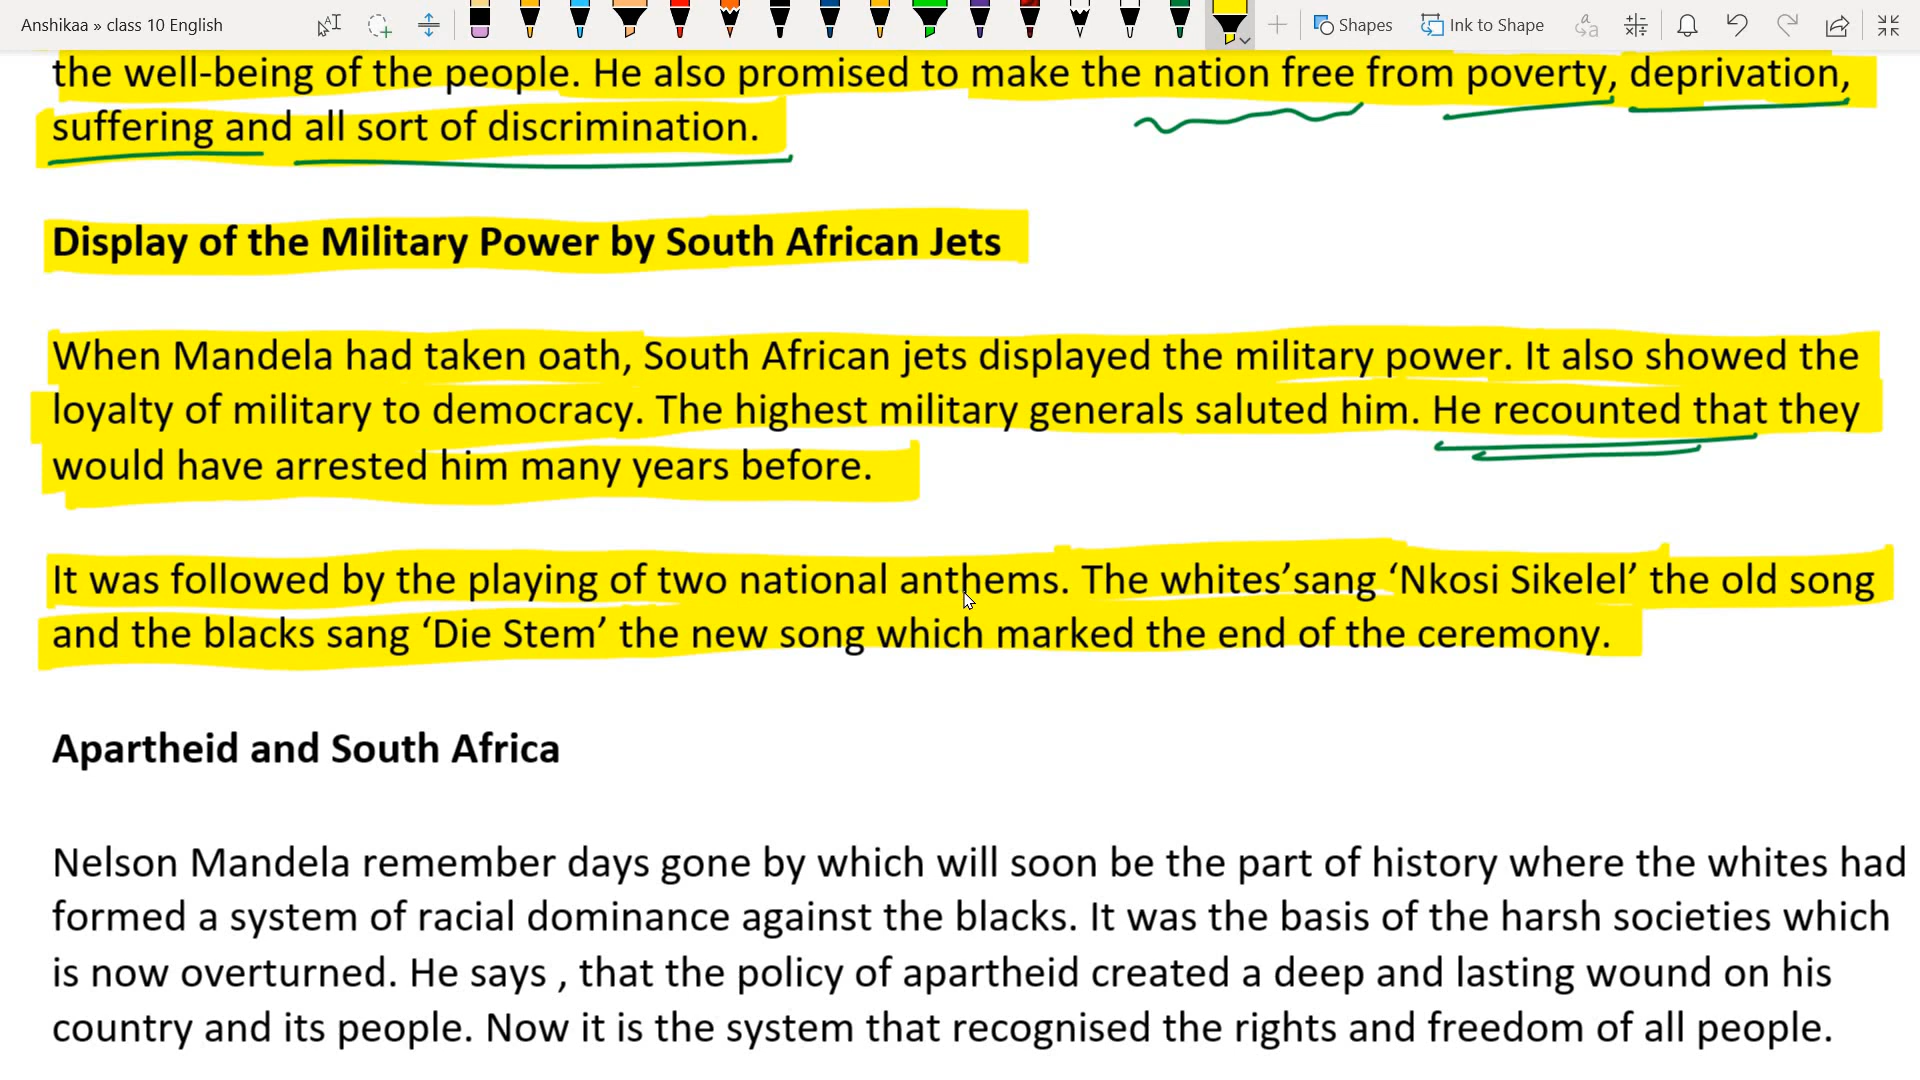 Anshikaa » class 10 English
Shapes
Ink to Shape
the well-being of the people. He also promised to make the nation free from poverty, deprivation,
suffering and all sort of discrimination.
Display of the Military Power by South African Jets
When Mandela had taken oath, South African jets displayed the military power. It also showed the
loyalty of military to democracy. The highest military generals saluted him. He recounted that they
would have arrested him many years before.
It was followed by the playing of two national anthems. The whites’sang ‘Nkosi Sikelel’ the old song
and the blacks sang ‘Die Stem’ the new song which marked the end of the ceremony.
Apartheid and South Africa
Nelson Mandela remember days gone by which will soon be the part of history where the whites had
formed a system of racial dominance against the blacks. It was the basis of the harsh societies which
is now overturned. He says , that the policy of apartheid created a deep and lasting wound on his
country and its people. Now it is the system that recognised the rights and freedom of all people.